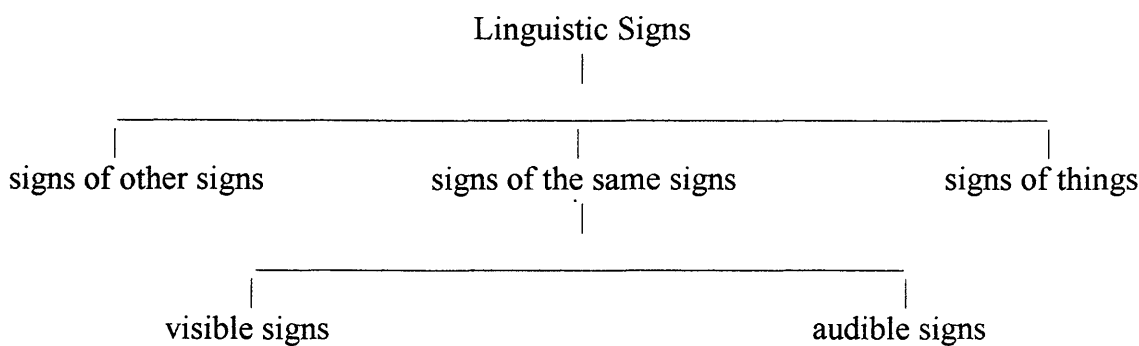 Linguistic Signs
signs of other signs signs of the same signs signs of things
visible signs audible signs